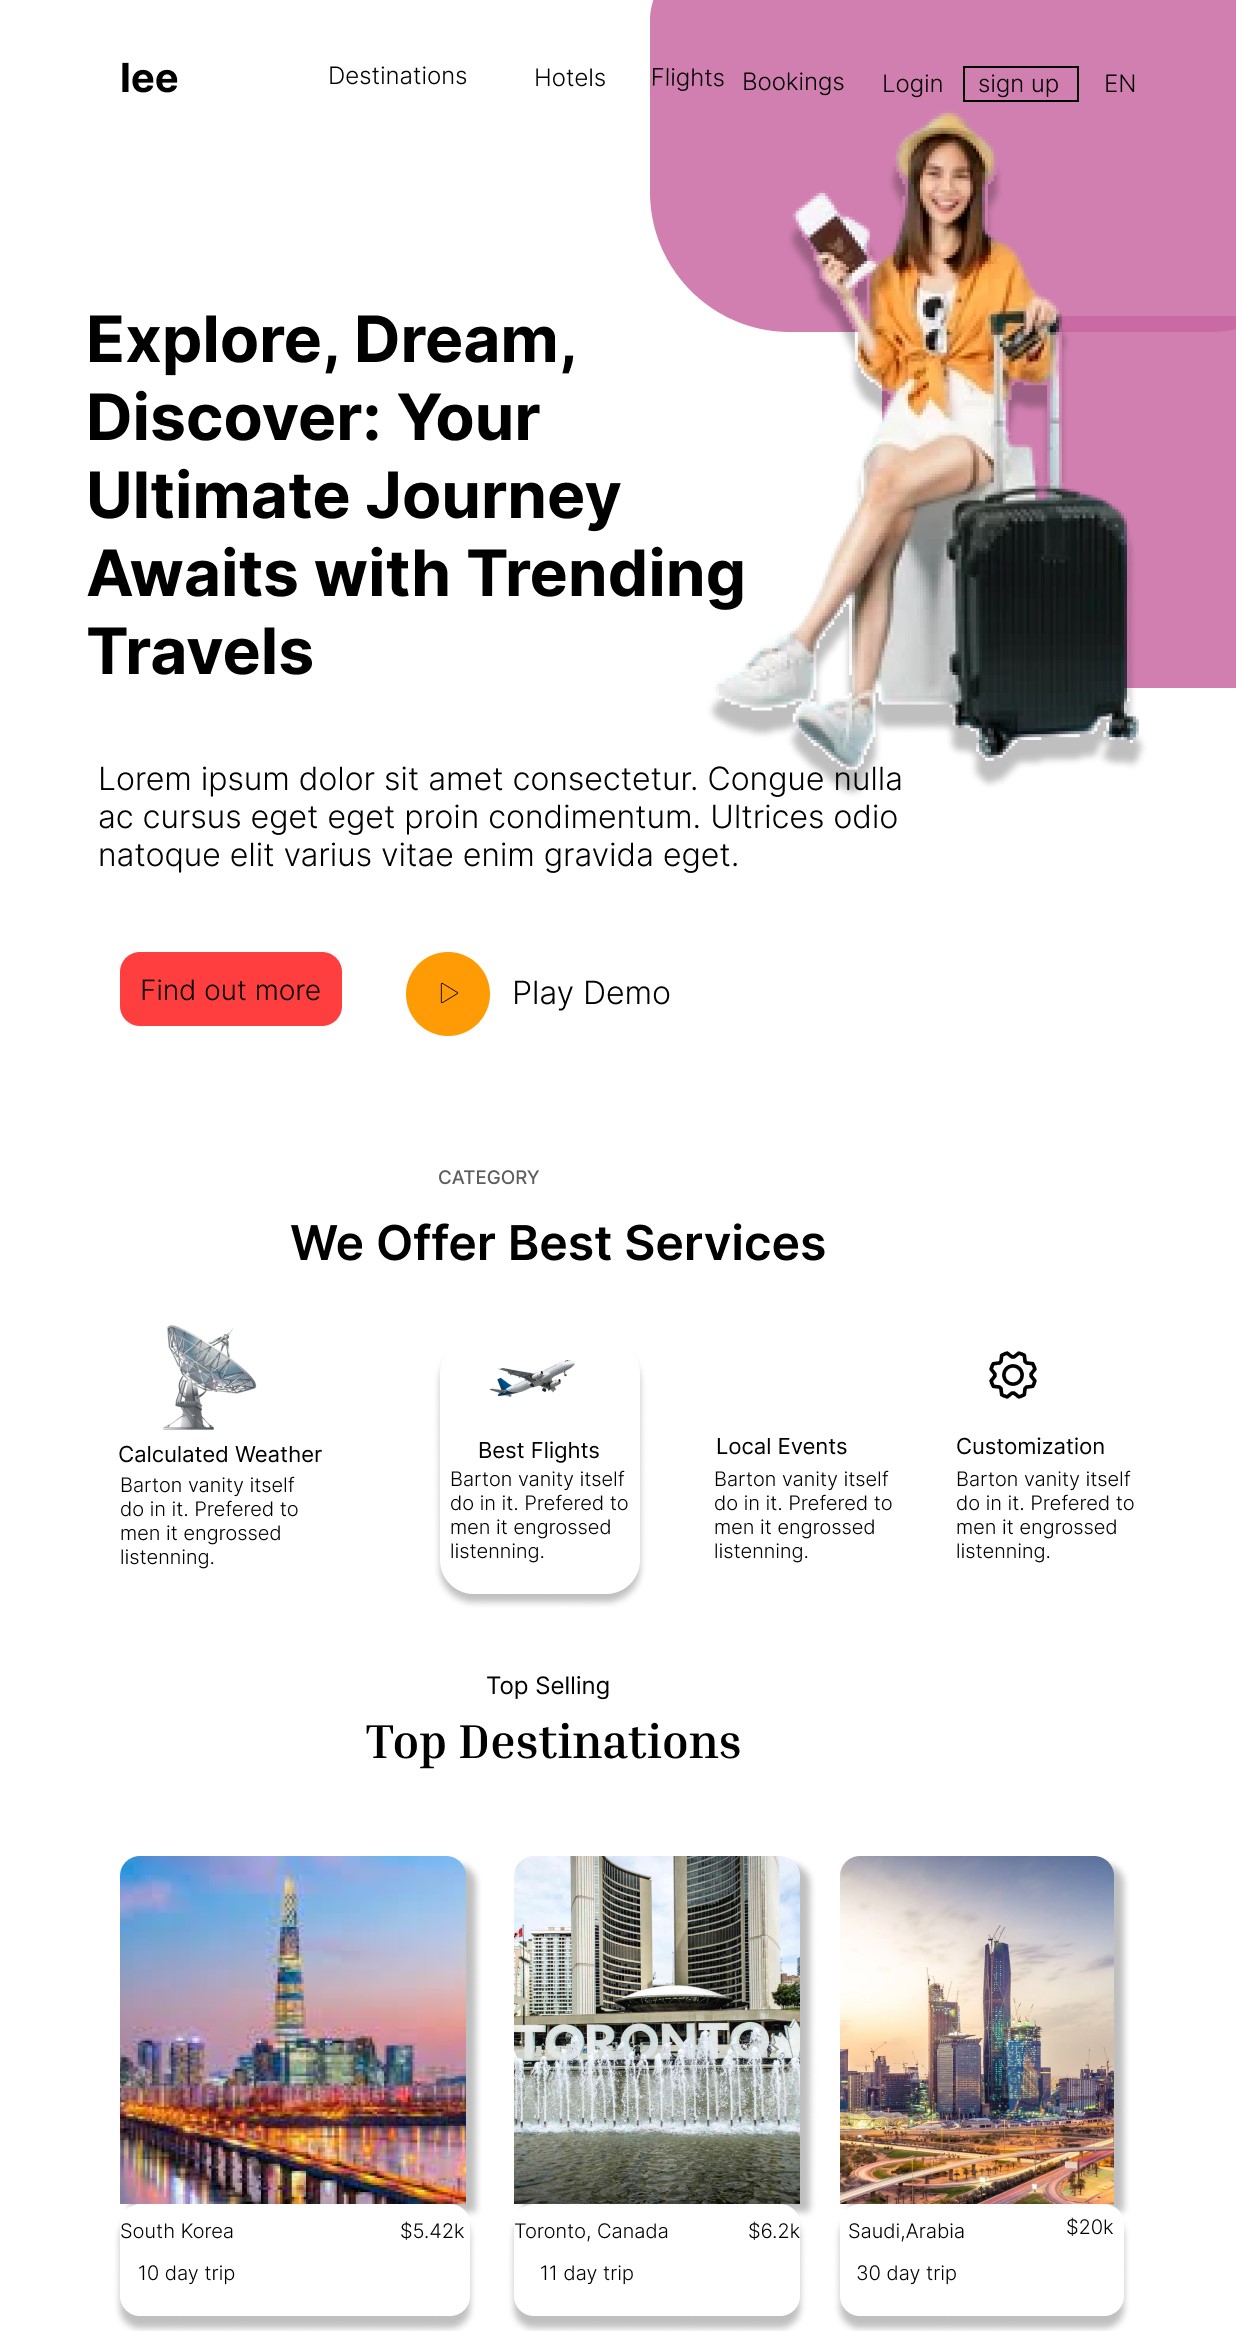 lee
Destinations
Hotels
Flights
Bookings
Login
sign up
EN
Explore, Dream,
Discover: Your
Ultimate Journey
Awaits with Trending
Travels
Lorem ipsum dolor sit amet consectetur. Congue nulla
ac cursus eget eget proin condimentum. Ultrices odio
natoque elit varius vitae enim gravida eget.
Find out more
Play Demo
CATEGORY
We Offer Best Services
Calculated Weather
Barton vanity itself
do in it. Prefered to
men it engrossed
listenning.
Best Flights
Barton vanity itself
do in it. Prefered to
men it engrossed
listenning.
Local Events
Barton vanity itself
do in it. Prefered to
men it engrossed
listenning.
Customization
Barton vanity itself
do in it. Prefered to
men it engrossed
listenning.
Top Selling
Top Destinations
TORONTO
South Korea
$5.42k
10 day trip
Toronto, Canada
$6.2k
11 day trip
Saudi,Arabia
$20k
30 day trip